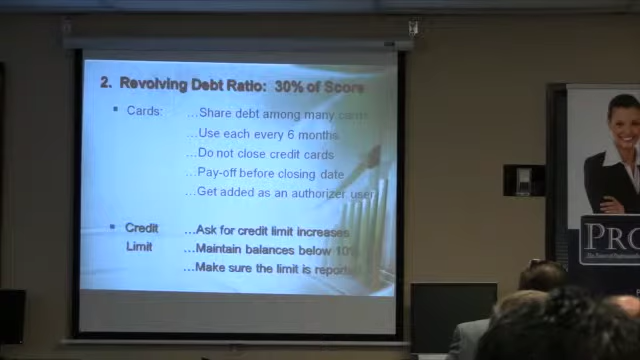 2. Revolving Debt Ratio: 30% of Score
Cards: ...Share debt among many cards
...Use each every 6 months
...Do not close credit cards
...Pay-off before closing date
...Get added as an authorizer user
Credit ...Ask for credit limit increases
Limit ...Maintain balances below 10%
...Make sure the limit is report
PRO